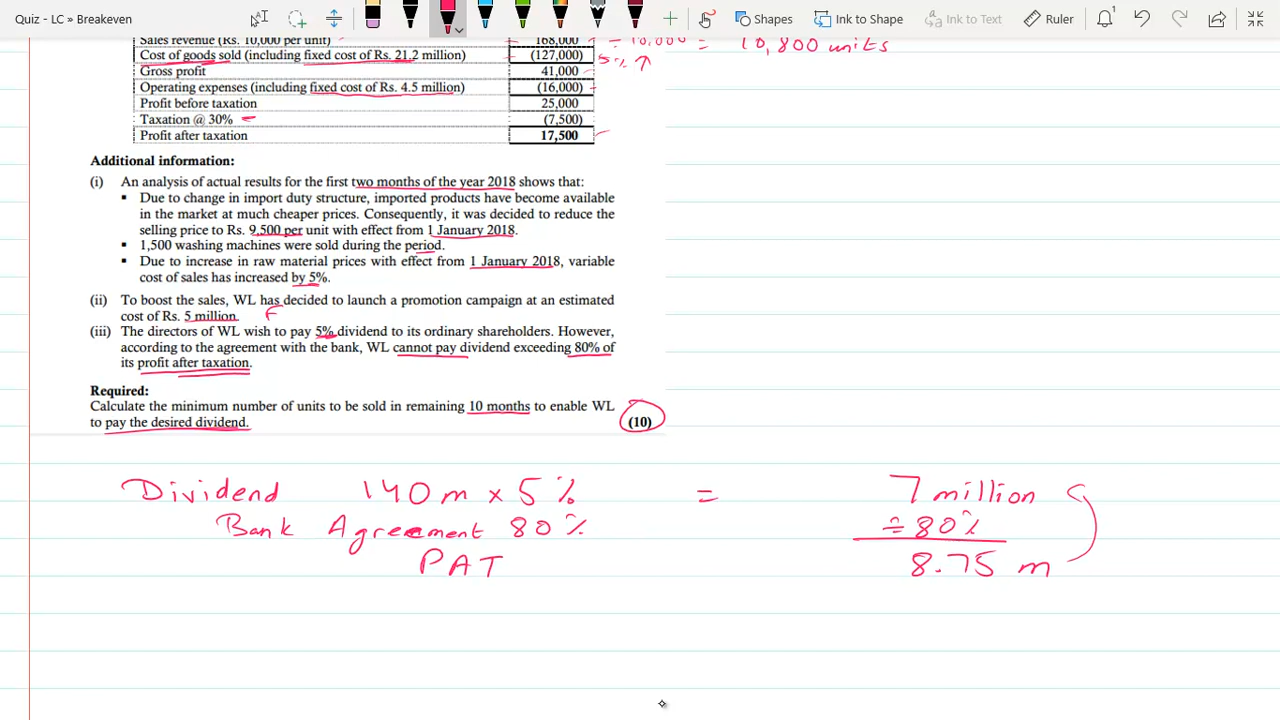 Quiz - LC » Breakeven
Shapes
Ink to Shape
Ink to Text
Ruler
Sales revenue (Rs. 10,000 per unit) 168,000 ÷ 10,000 = 16,800 units
Cost of goods sold (including fixed cost of Rs. 21.2 million) (127,000) 5% ↑
Gross profit 41,000
Operating expenses (including fixed cost of Rs. 4.5 million) (16,000)
Profit before taxation 25,000
Taxation @ 30% (7,500)
Profit after taxation 17,500
Additional information:
(i) An analysis of actual results for the first two months of the year 2018 shows that:
▪ Due to change in import duty structure, imported products have become available
in the market at much cheaper prices. Consequently, it was decided to reduce the
selling price to Rs. 9,500 per unit with effect from 1 January 2018.
▪ 1,500 washing machines were sold during the period.
▪ Due to increase in raw material prices with effect from 1 January 2018, variable
cost of sales has increased by 5%.
(ii) To boost the sales, WL has decided to launch a promotion campaign at an estimated
cost of Rs. 5 million. F
(iii) The directors of WL wish to pay 5% dividend to its ordinary shareholders. However,
according to the agreement with the bank, WL cannot pay dividend exceeding 80% of
its profit after taxation.
Required:
Calculate the minimum number of units to be sold in remaining 10 months to enable WL
to pay the desired dividend. (10)
Dividend 140 m × 5% = 7 million
Bank Agreement 80% ÷ 80%
PAT 8.75 m